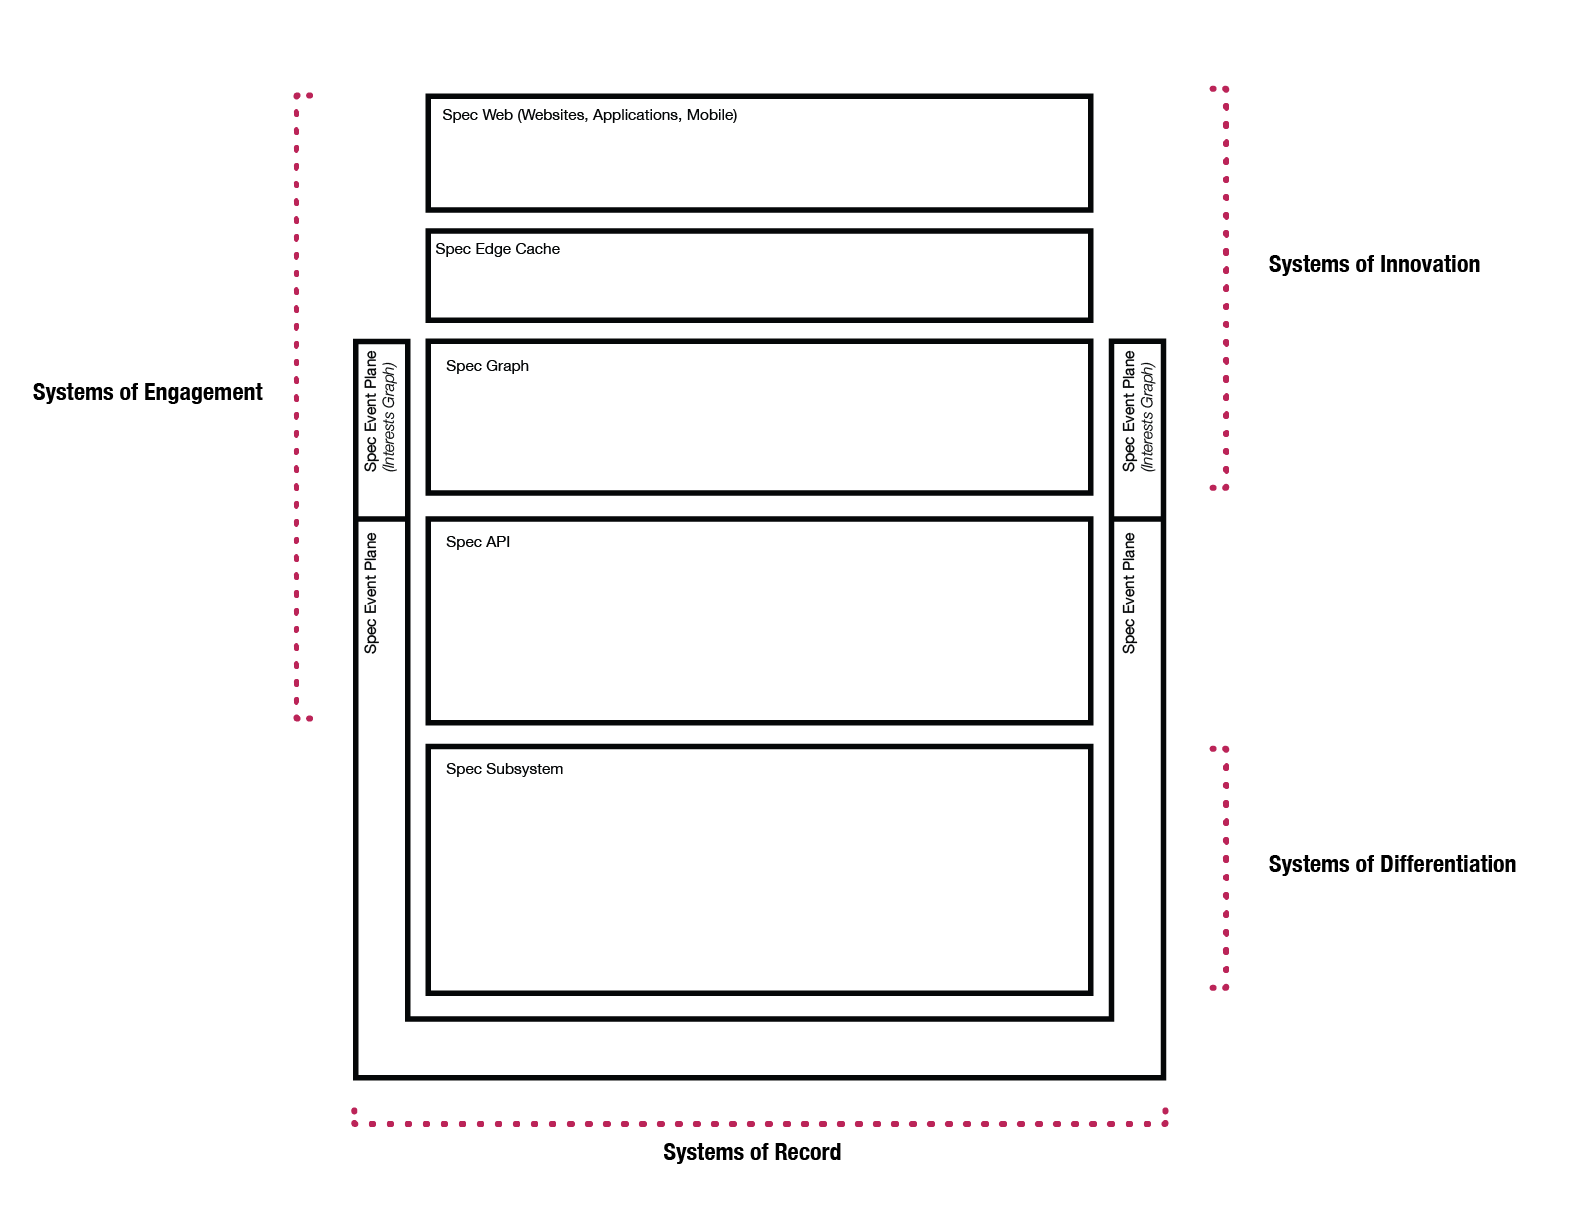 Spec Web (Websites, Applications, Mobile)
Spec Edge Cache
Systems of Innovation
Systems of Engagement
Spec Event Plane
(Interests Graph)
Spec Graph
Spec Event Plane
(Interests Graph)
Spec Event Plane
Spec API
Spec Event Plane
Spec Subsystem
Systems of Differentiation
Systems of Record